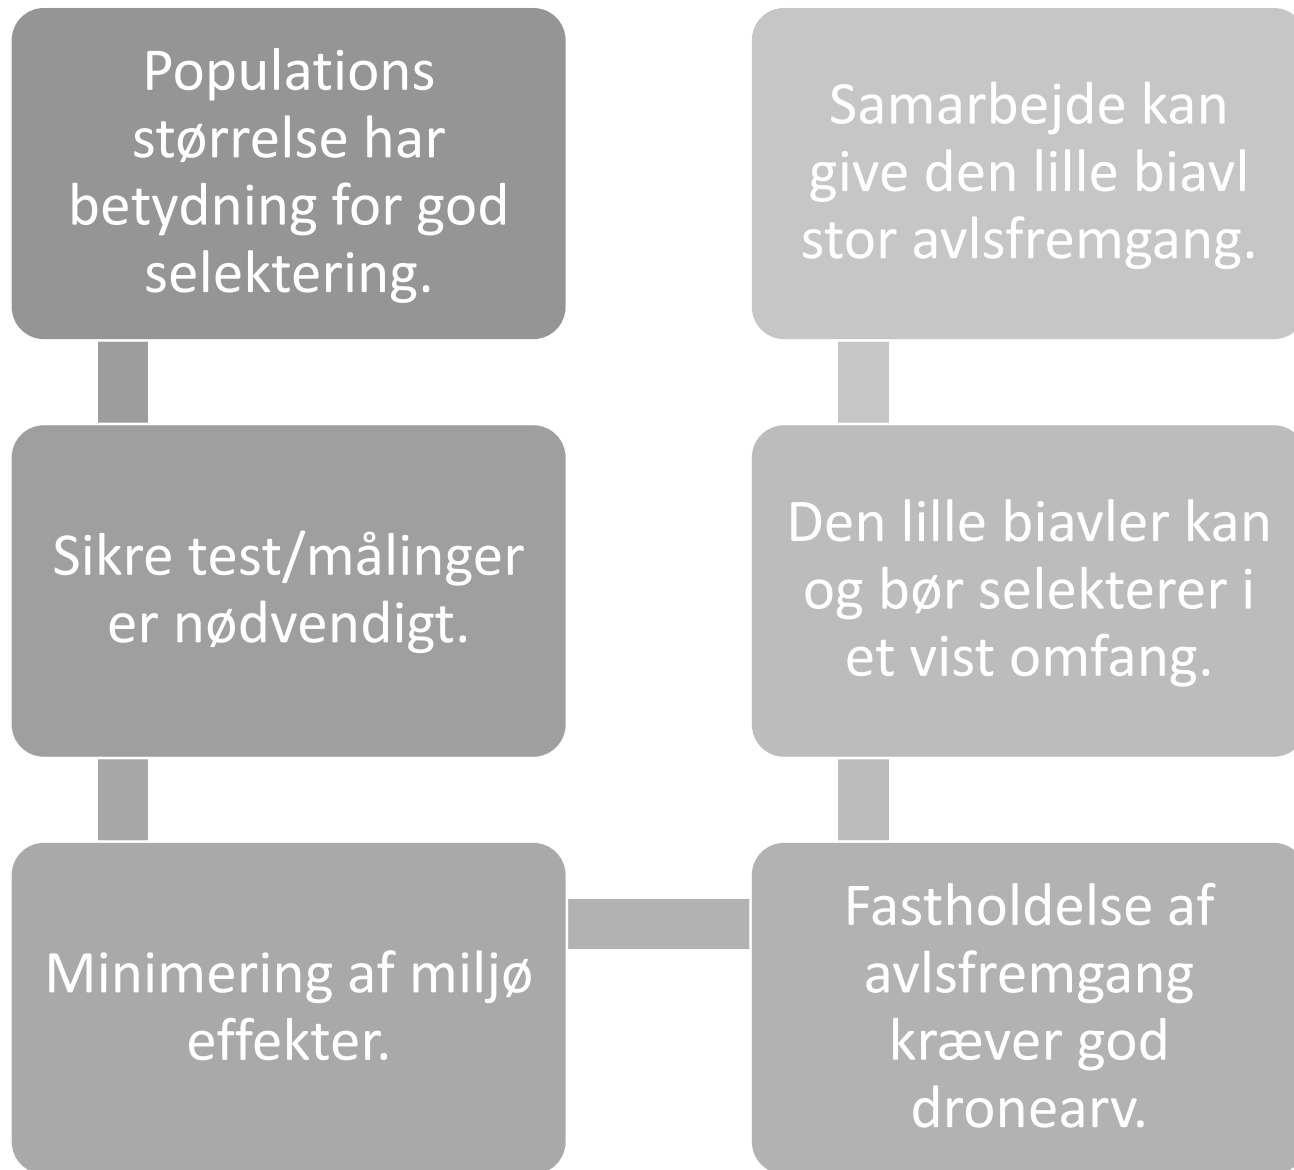 Populations
størrelse har
betydning for god
selektering.
Sikre test/målinger
er nødvendigt.
Minimering af miljø
effekter.
Fastholdelse af
avlsfremgang
kræver god
dronearv.
Den lille biavler kan
og bør selekterer i
et vist omfang.
Samarbejde kan
give den lille biavl
stor avlsfremgang.